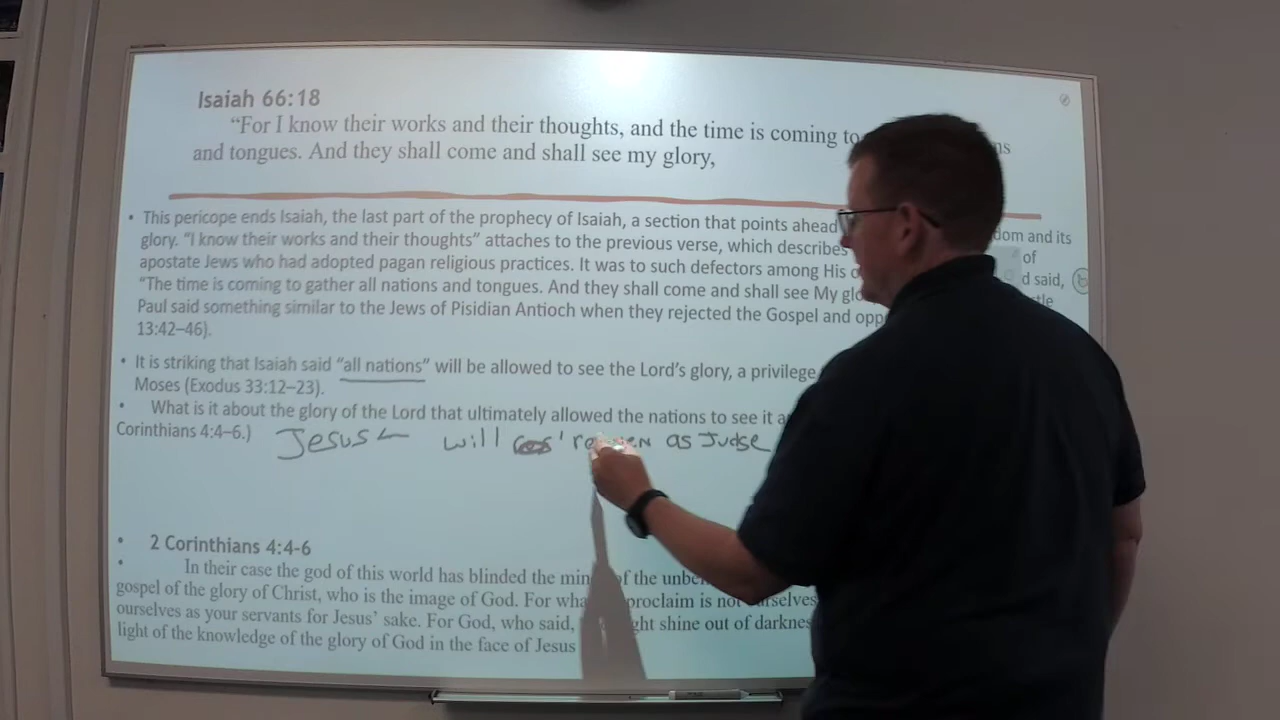 Isaiah 66:18
“For I know their works and their thoughts, and the time is coming to
and tongues. And they shall come and shall see my glory,
• This pericope ends Isaiah, the last part of the prophecy of Isaiah, a section that points ahead and its
glory. “I know their works and their thoughts” attaches to the previous verse, which describes of
apostate Jews who had adopted pagan religious practices. It was to such defectors among His said,
“The time is coming to gather all nations and tongues. And they shall come and shall see My
Paul said something similar to the Jews of Pisidian Antioch when they rejected the Gospel and
13:42–46).
• It is striking that Isaiah said “all nations” will be allowed to see the Lord’s glory, a privilege
Moses (Exodus 33:12–23).
• What is it about the glory of the Lord that ultimately allowed the nations to see it
Corinthians 4:4–6.) Jesus will as Judge
• 2 Corinthians 4:4-6
• In their case the god of this world has blinded the of the
gospel of the glory of Christ, who is the image of God. For proclaim is
ourselves as your servants for Jesus’ sake. For God, who said, shine out of
light of the knowledge of the glory of God in the face of Jesus